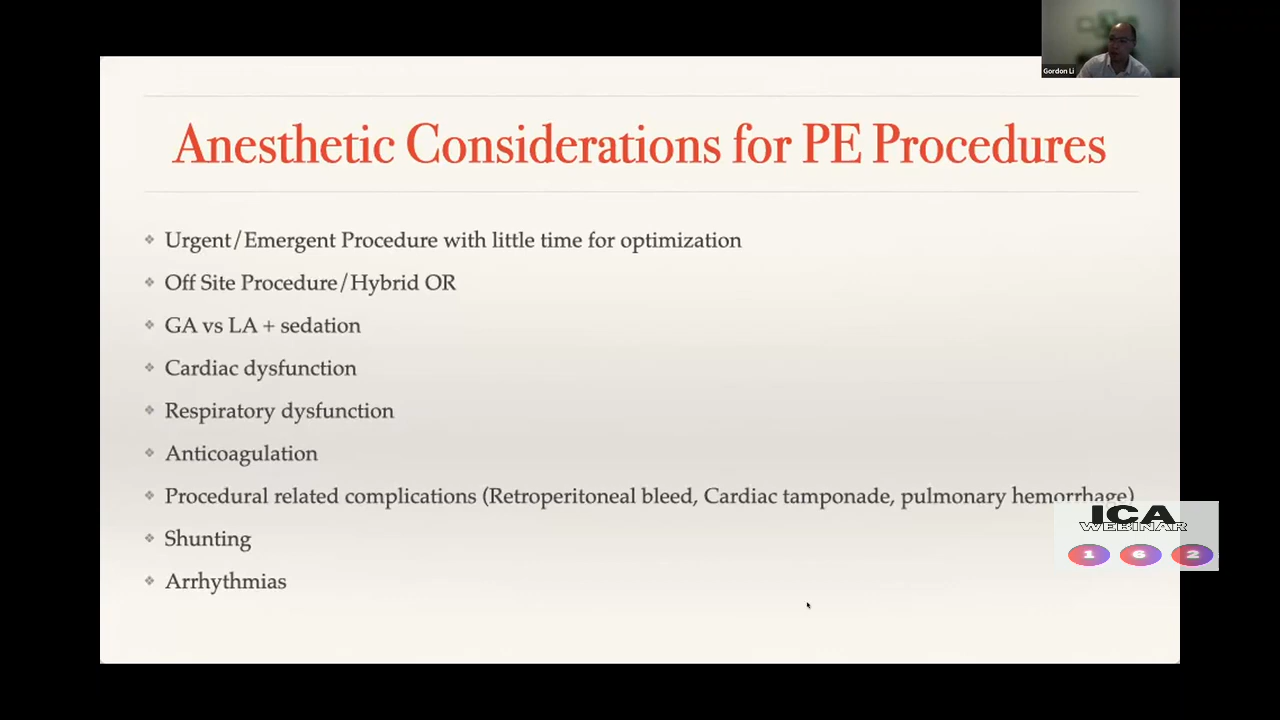 Gordon Li
Anesthetic Considerations for PE Procedures
Urgent/Emergent Procedure with little time for optimization
Off Site Procedure/Hybrid OR
GA vs LA + sedation
Cardiac dysfunction
Respiratory dysfunction
Anticoagulation
Procedural related complications (Retroperitoneal bleed, Cardiac tamponade, pulmonary hemorrhage)
Shunting
Arrhythmias
ICA
WEBINAR
1 6 2